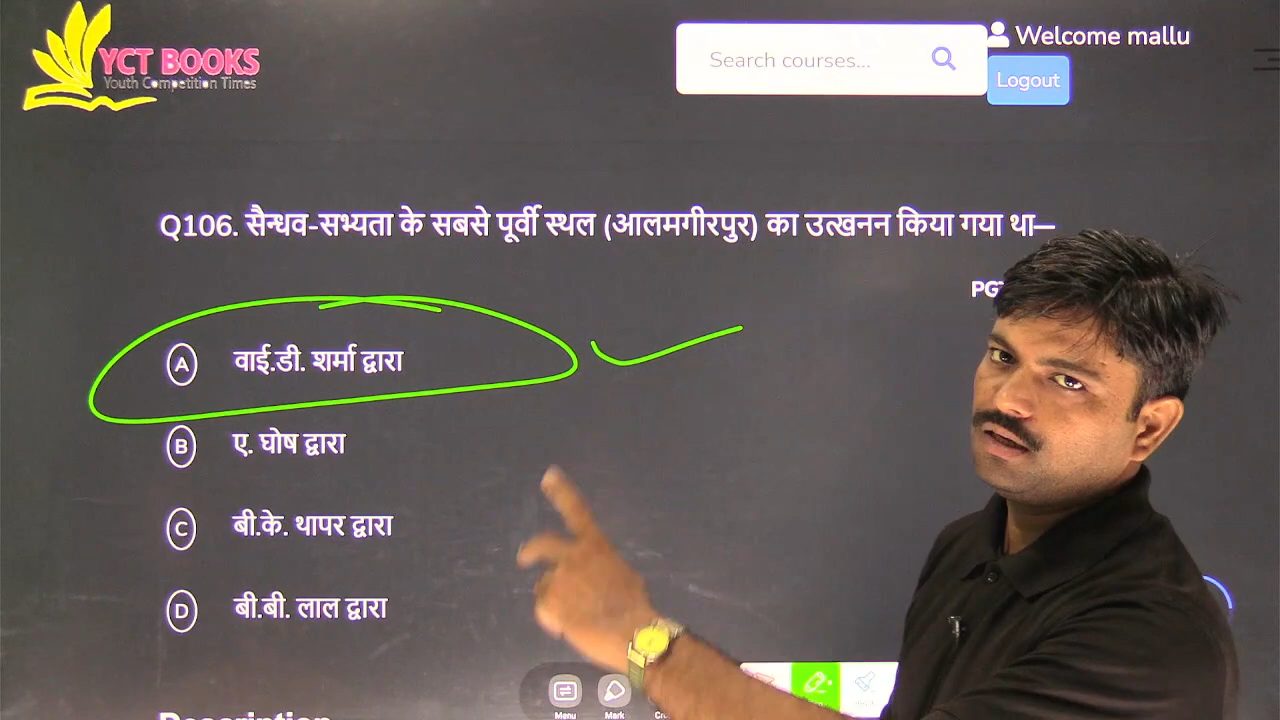 YCT BOOKS
Youth Competition Times
Search courses...
Welcome mallu
Logout
Q106. सैन्धव-सभ्यता के सबसे पूर्वी स्थल (आलमगीरपुर) का उत्खनन किया गया था—
A वाई.डी. शर्मा द्वारा
B ए. घोष द्वारा
C बी.के. थापर द्वारा
D बी.बी. लाल द्वारा
Menu
Mark